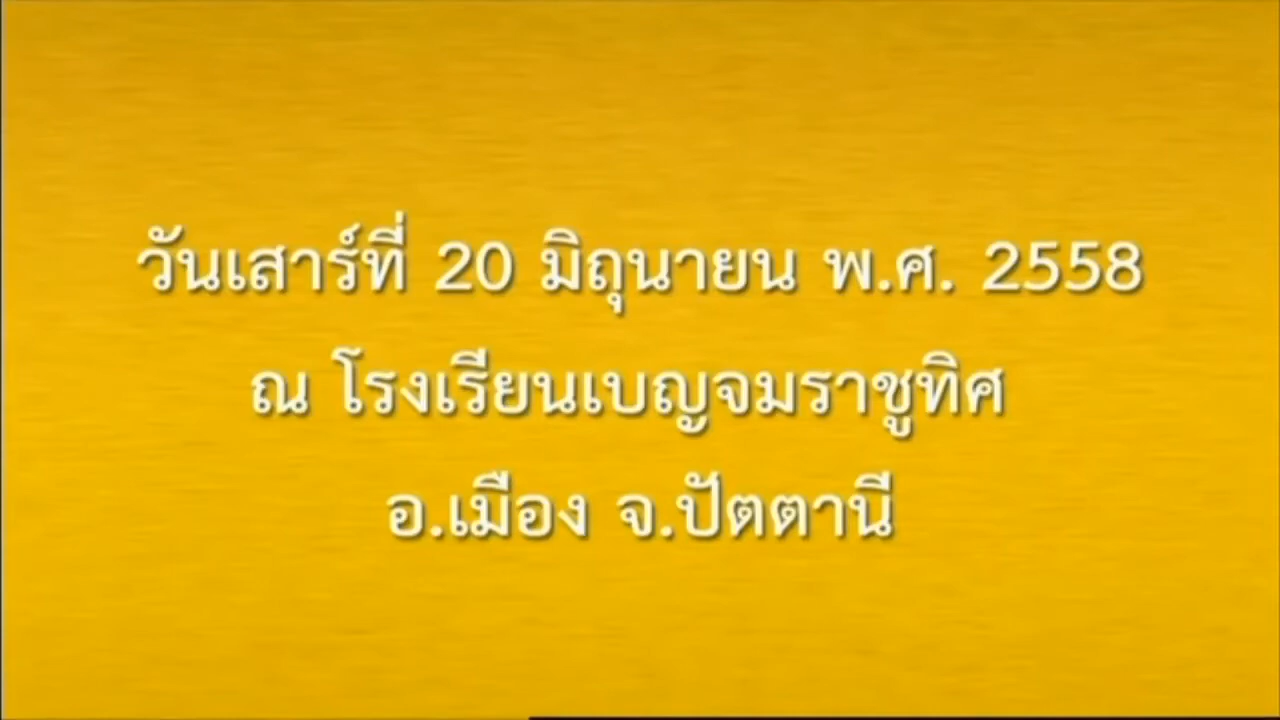 วันเสาร์ที่ 20 มิถุนายน พ.ศ. 2558
ณ โรงเรียนเบญจมราชูทิศ
อ.เมือง จ.ปัตตานี